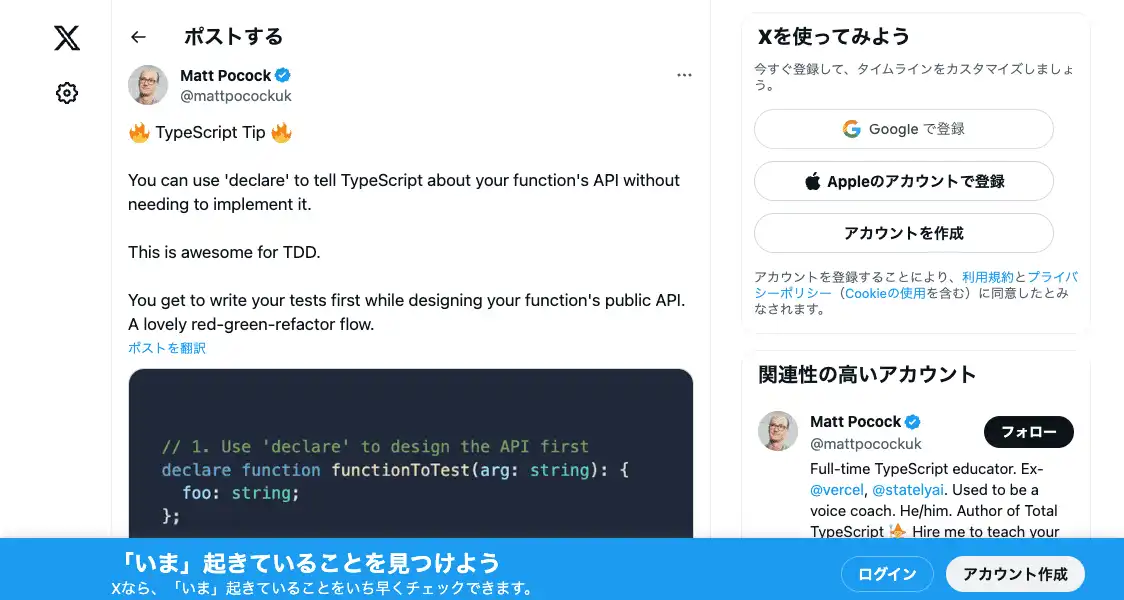 ポストする
Matt Pocock
@mattpocockuk
🔥 TypeScript Tip 🔥
You can use 'declare' to tell TypeScript about your function's API without
needing to implement it.
This is awesome for TDD.
You get to write your tests first while designing your function's public API.
A lovely red-green-refactor flow.
ポストを翻訳
// 1. Use 'declare' to design the API first
declare function functionToTest(arg: string): {
foo: string;
};
Xを使ってみよう
今すぐ登録して、タイムラインをカスタマイズしましょ
う。
Google で登録
Appleのアカウントで登録
アカウントを作成
アカウントを登録することにより、利用規約とプライバ
シーポリシー（Cookieの使用を含む）に同意したとみ
なされます。
関連性の高いアカウント
Matt Pocock
@mattpocockuk
フォロー
Full-time TypeScript educator. Ex-
@vercel, @statelyai. Used to be a
voice coach. He/him. Author of Total
TypeScript Hire me to teach your
「いま」起きていることを見つけよう
Xなら、「いま」起きていることをいち早くチェックできます。
ログイン
アカウント作成